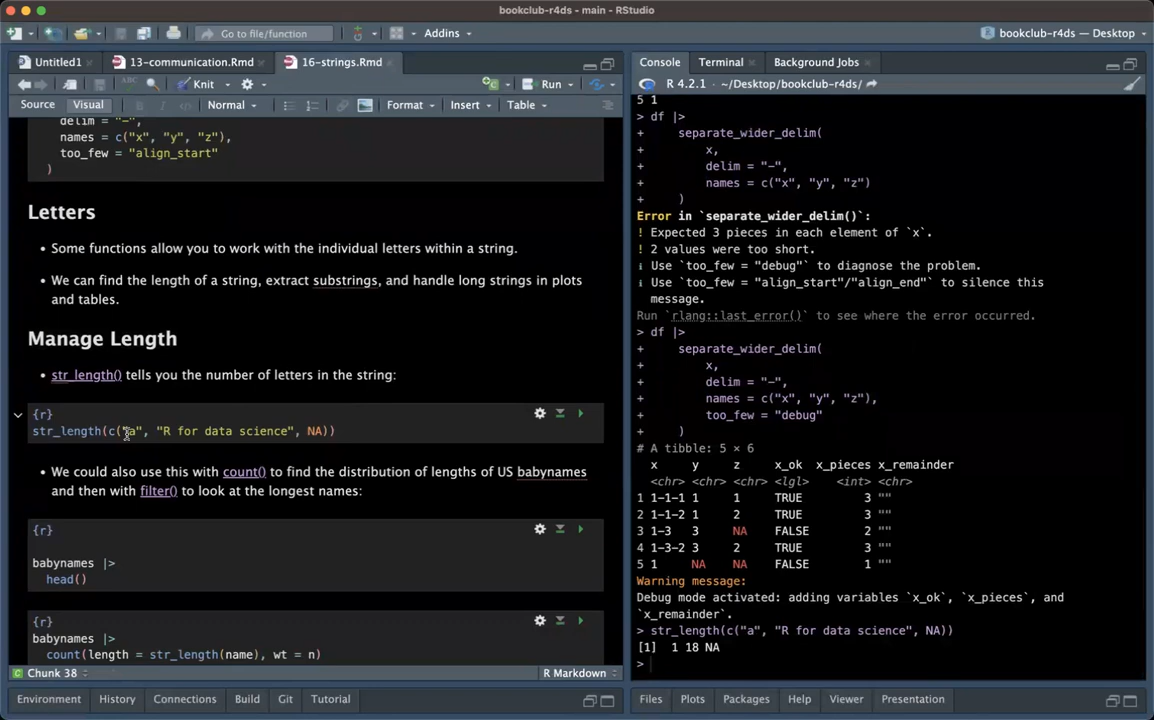 bookclub-r4ds - main - RStudio
Go to file/function
Addins
bookclub-r4ds — Desktop
Untitled1
13-communication.Rmd
16-strings.Rmd
Knit
Run
Source
Visual
Normal
Format
Insert
Table
delim = "-",
names = c("x", "y", "z"),
too_few = "align_start"
)
Letters
• Some functions allow you to work with the individual letters within a string.
• We can find the length of a string, extract substrings, and handle long strings in plots
and tables.
Manage Length
• str_length() tells you the number of letters in the string:
{r}
str_length(c("a", "R for data science", NA))
• We could also use this with count() to find the distribution of lengths of US babynames
and then with filter() to look at the longest names:
{r}
babynames |>
head()
{r}
babynames |>
count(length = str_length(name), wt = n)
Chunk 38
R Markdown
Environment
History
Connections
Build
Git
Tutorial
Console
Terminal
Background Jobs
R 4.2.1 · ~/Desktop/bookclub-r4ds/
5 1
> df |>
+ separate_wider_delim(
+ x,
+ delim = "-",
+ names = c("x", "y", "z")
+ )
Error in `separate_wider_delim()`:
! Expected 3 pieces in each element of `x`.
! 2 values were too short.
i Use `too_few = "debug"` to diagnose the problem.
i Use `too_few = "align_start"/"align_end"` to silence this
message.
Run `rlang::last_error()` to see where the error occurred.
> df |>
+ separate_wider_delim(
+ x,
+ delim = "-",
+ names = c("x", "y", "z"),
+ too_few = "debug"
+ )
# A tibble: 5 × 6
x y z x_ok x_pieces x_remainder
<chr> <chr> <chr> <lgl> <int> <chr>
1 1-1-1 1 1 TRUE 3 ""
2 1-1-2 1 2 TRUE 3 ""
3 1-3 3 NA FALSE 2 ""
4 1-3-2 3 2 TRUE 3 ""
5 1 NA NA FALSE 1 ""
Warning message:
Debug mode activated: adding variables `x_ok`, `x_pieces`, and
`x_remainder`.
> str_length(c("a", "R for data science", NA))
[1] 1 18 NA
>
Files
Plots
Packages
Help
Viewer
Presentation